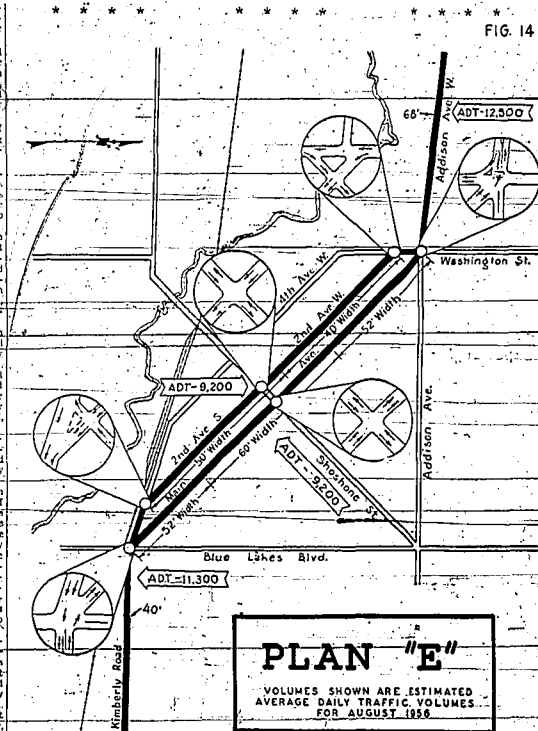 * * * * * * * * * *
FIG. 14
68'
ADT-12,500
Addison Ave. W.
Washington St.
4th Ave W.
2nd Ave W.
Ave. 40' Width
52' Width
ADT-9,200
2nd Ave S
Main 50' Width
60' Width
52' Width
ADT-9,200
Shoshone St.
Addison Ave.
Blue Lakes Blvd.
ADT-11,300
40'
Kimberly Road
PLAN "E"
VOLUMES SHOWN ARE ESTIMATED
AVERAGE DAILY TRAFFIC VOLUMES
FOR AUGUST 1956